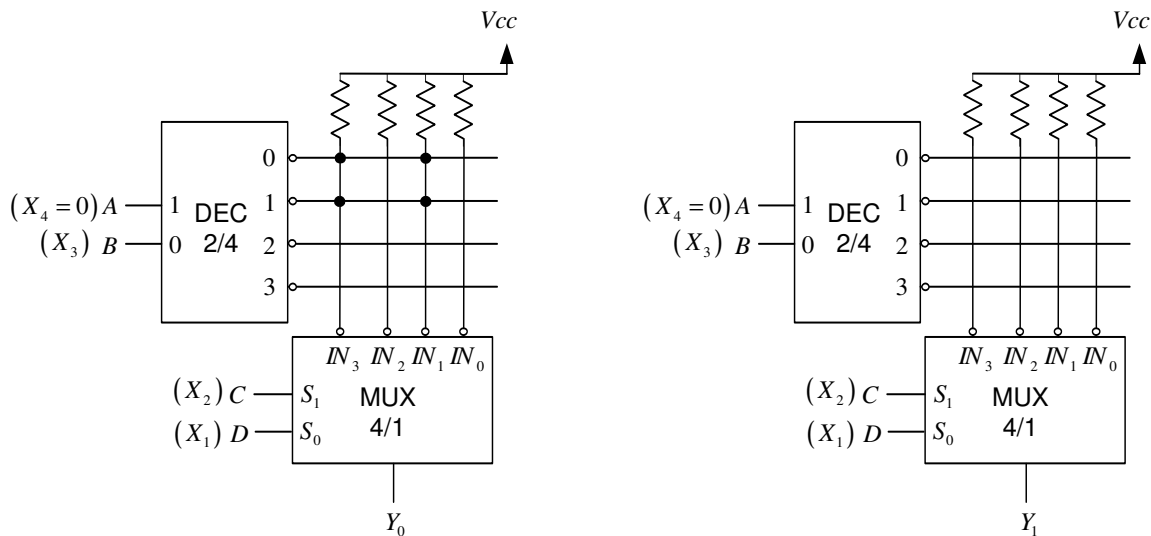 Vcc
0
(X₄ = 0) A
1
DEC
1
2/4
(X₃) B
0
2
3
IN₃ IN₂ IN₁ IN₀
(X₂) C
S₁
MUX
(X₁) D
S₀
4/1
Y₀
Vcc
0
(X₄ = 0) A
1
DEC
1
2/4
(X₃) B
0
2
3
IN₃ IN₂ IN₁ IN₀
(X₂) C
S₁
MUX
(X₁) D
S₀
4/1
Y₁